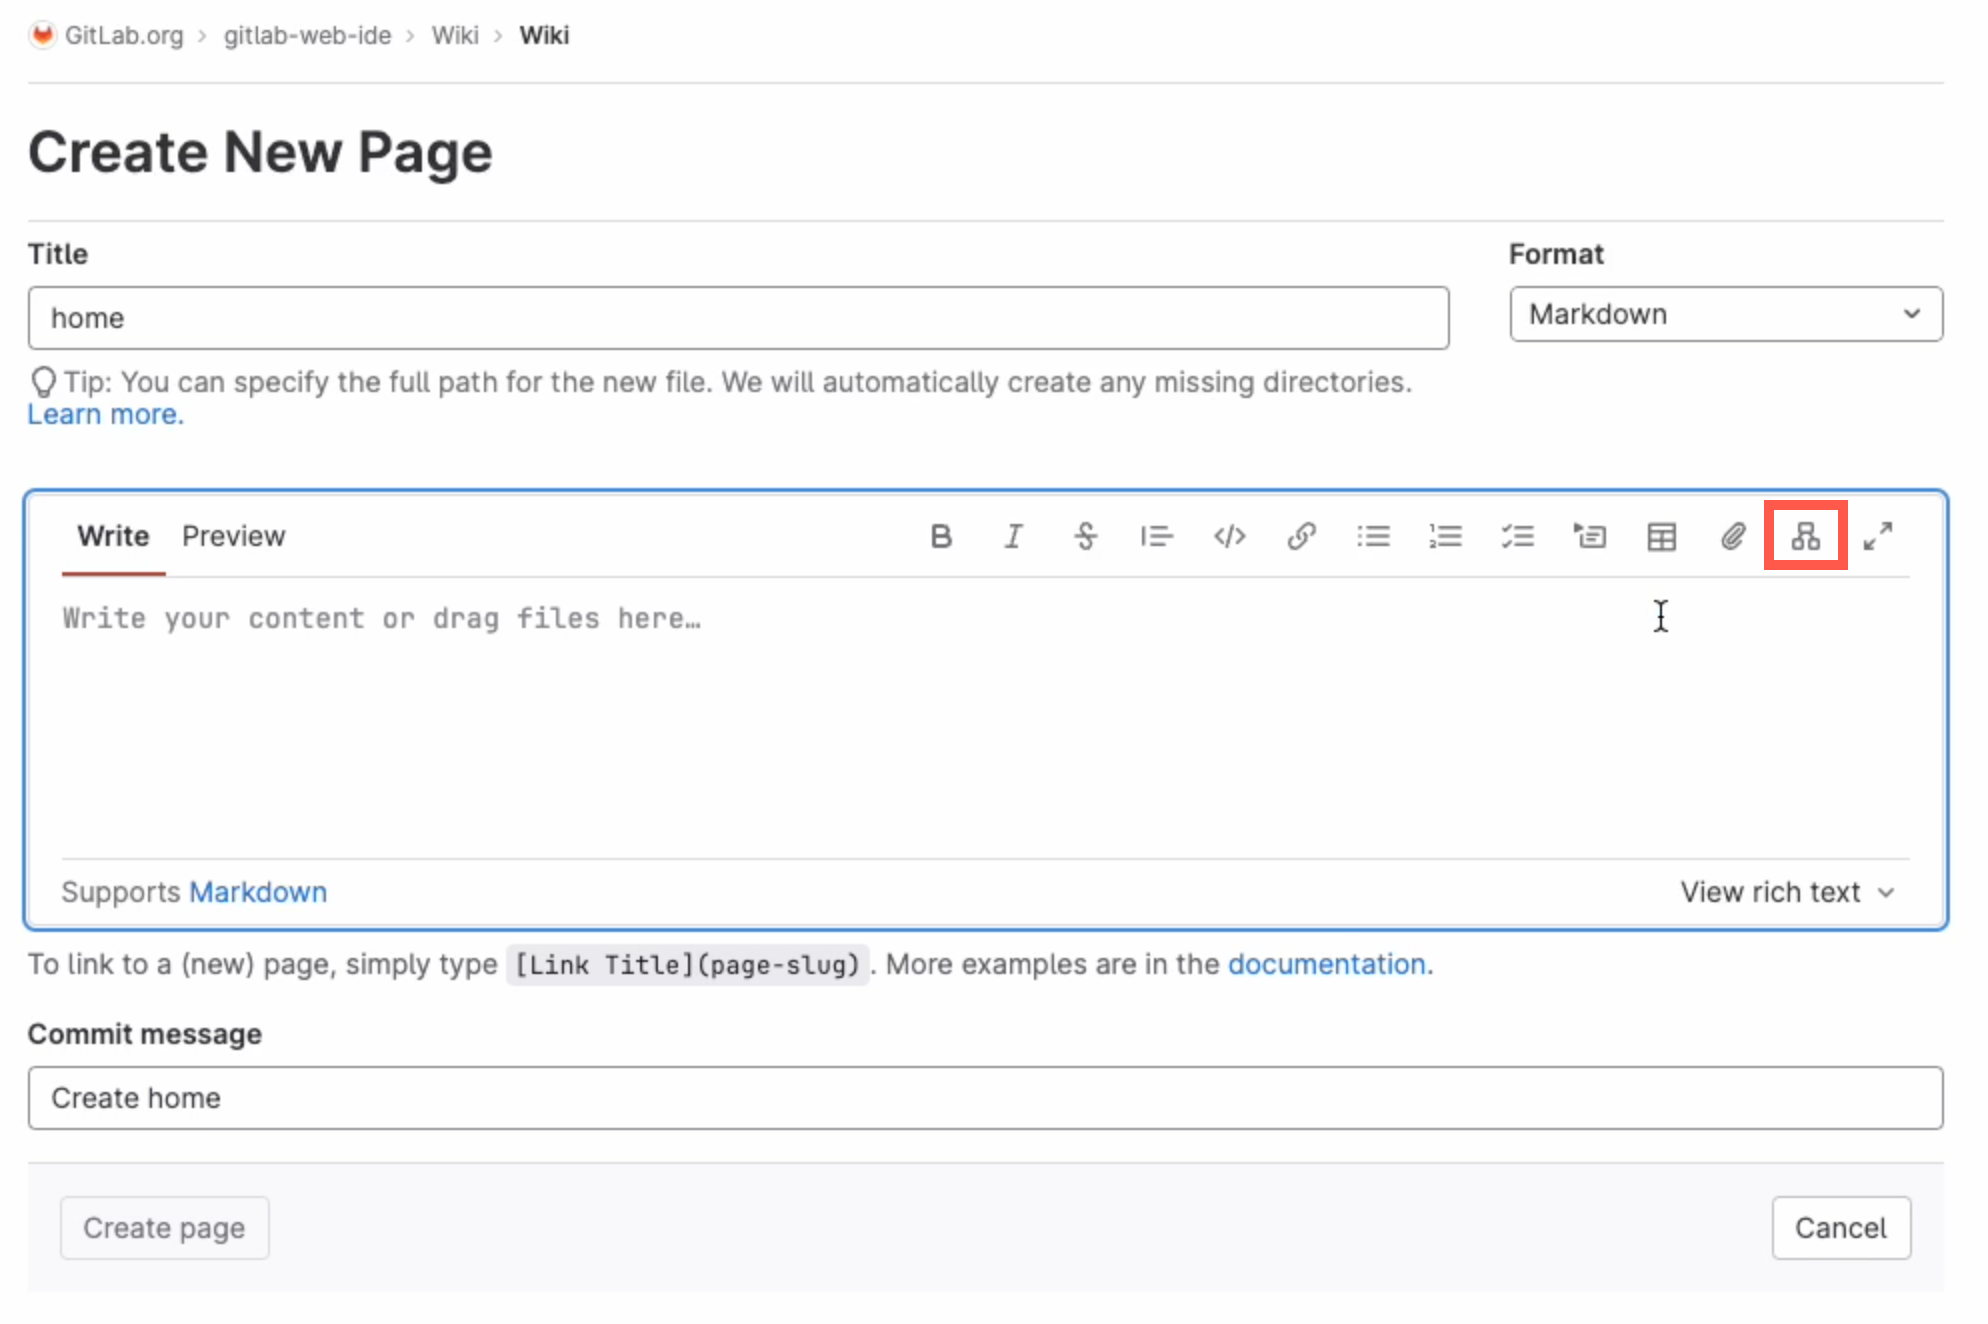 GitLab.org > gitlab-web-ide > Wiki > Wiki
Create New Page
Title
Format
home
Markdown
Tip: You can specify the full path for the new file. We will automatically create any missing directories.
Learn more.
Write Preview
Write your content or drag files here…
Supports Markdown
View rich text
To link to a (new) page, simply type [Link Title](page-slug) . More examples are in the documentation.
Commit message
Create home
Create page
Cancel